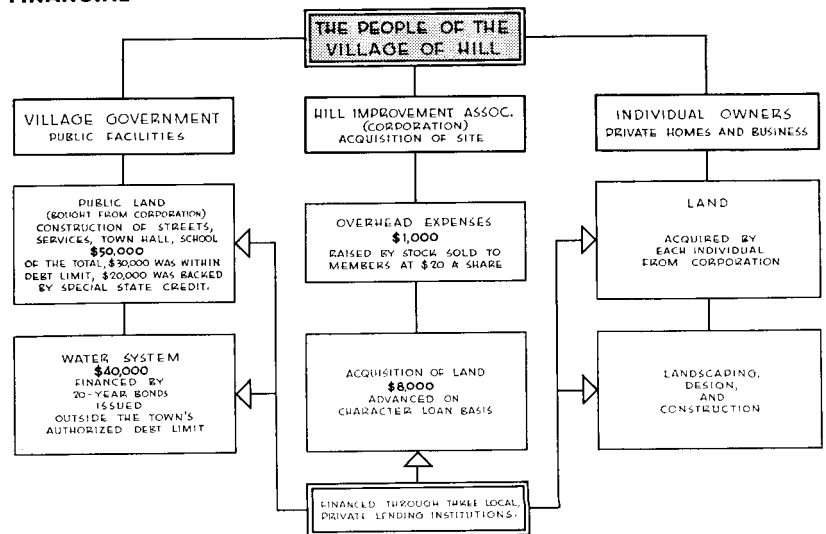 FINANCIAL
THE PEOPLE OF THE
VILLAGE OF HILL
VILLAGE GOVERNMENT
PUBLIC FACILITIES
HILL IMPROVEMENT ASSOC.
(CORPORATION)
ACQUISITION OF SITE
INDIVIDUAL OWNERS
PRIVATE HOMES AND BUSINESS
PUBLIC LAND
(BOUGHT FROM CORPORATION)
CONSTRUCTION OF STREETS,
SERVICES, TOWN HALL, SCHOOL
$50,000
OF THE TOTAL, $30,000 WAS WITHIN
DEBT LIMIT, $20,000 WAS BACKED
BY SPECIAL STATE CREDIT.
OVERHEAD EXPENSES
$1,000
RAISED BY STOCK SOLD TO
MEMBERS AT $20 A SHARE
LAND
ACQUIRED BY
EACH INDIVIDUAL
FROM CORPORATION
WATER SYSTEM
$40,000
FINANCED BY
20-YEAR BONDS
ISSUED
OUTSIDE THE TOWN'S
AUTHORIZED DEBT LIMIT
ACQUISITION OF LAND
$8,000
ADVANCED ON
CHARACTER LOAN BASIS
LANDSCAPING,
DESIGN,
AND
CONSTRUCTION
FINANCED THROUGH THREE LOCAL,
PRIVATE LENDING INSTITUTIONS.